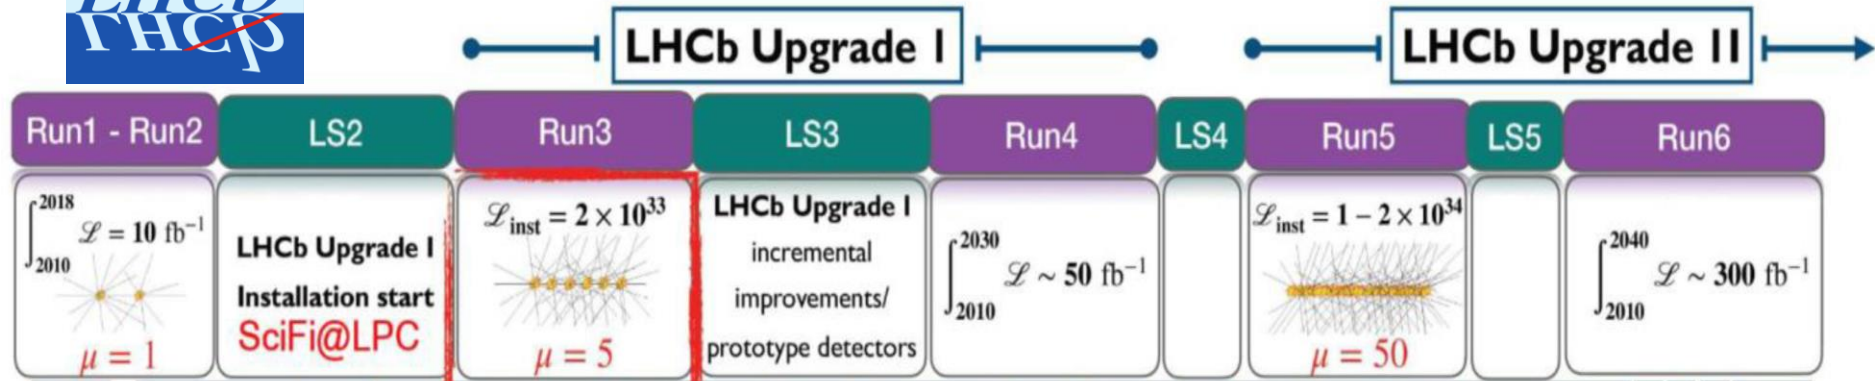 LHCb
LHCp
LHCb Upgrade I
LHCb Upgrade II
Run1 - Run2
LS2
Run3
LS3
Run4
LS4
Run5
LS5
Run6
∫ 2018 2010 ℒ = 10 fb⁻¹
μ = 1
LHCb Upgrade I
Installation start
SciFi@LPC
ℒinst = 2 × 10³³
μ = 5
LHCb Upgrade I
incremental
improvements/
prototype detectors
∫ 2030 2010 ℒ ~ 50 fb⁻¹
ℒinst = 1 − 2 × 10³⁴
μ = 50
∫ 2040 2010 ℒ ~ 300 fb⁻¹